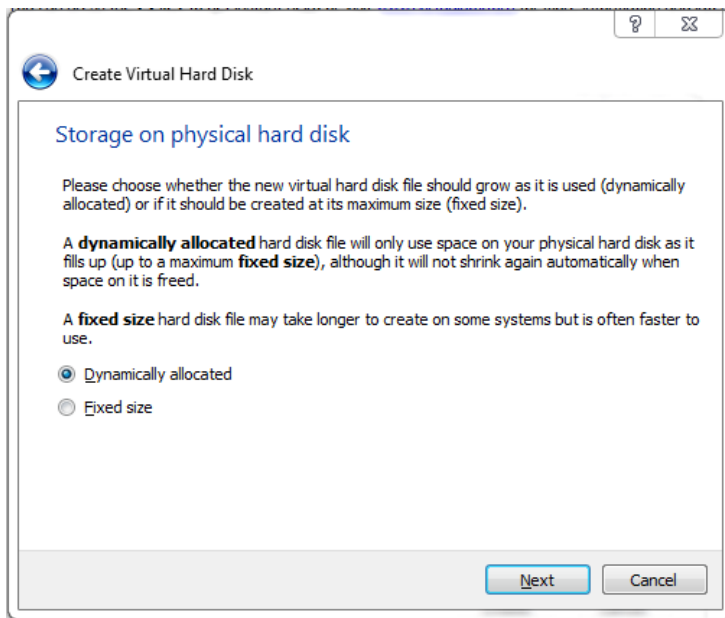 Create Virtual Hard Disk
Storage on physical hard disk
Please choose whether the new virtual hard disk file should grow as it is used (dynamically
allocated) or if it should be created at its maximum size (fixed size).
A dynamically allocated hard disk file will only use space on your physical hard disk as it
fills up (up to a maximum fixed size), although it will not shrink again automatically when
space on it is freed.
A fixed size hard disk file may take longer to create on some systems but is often faster to
use.
Dynamically allocated
Fixed size
Next Cancel